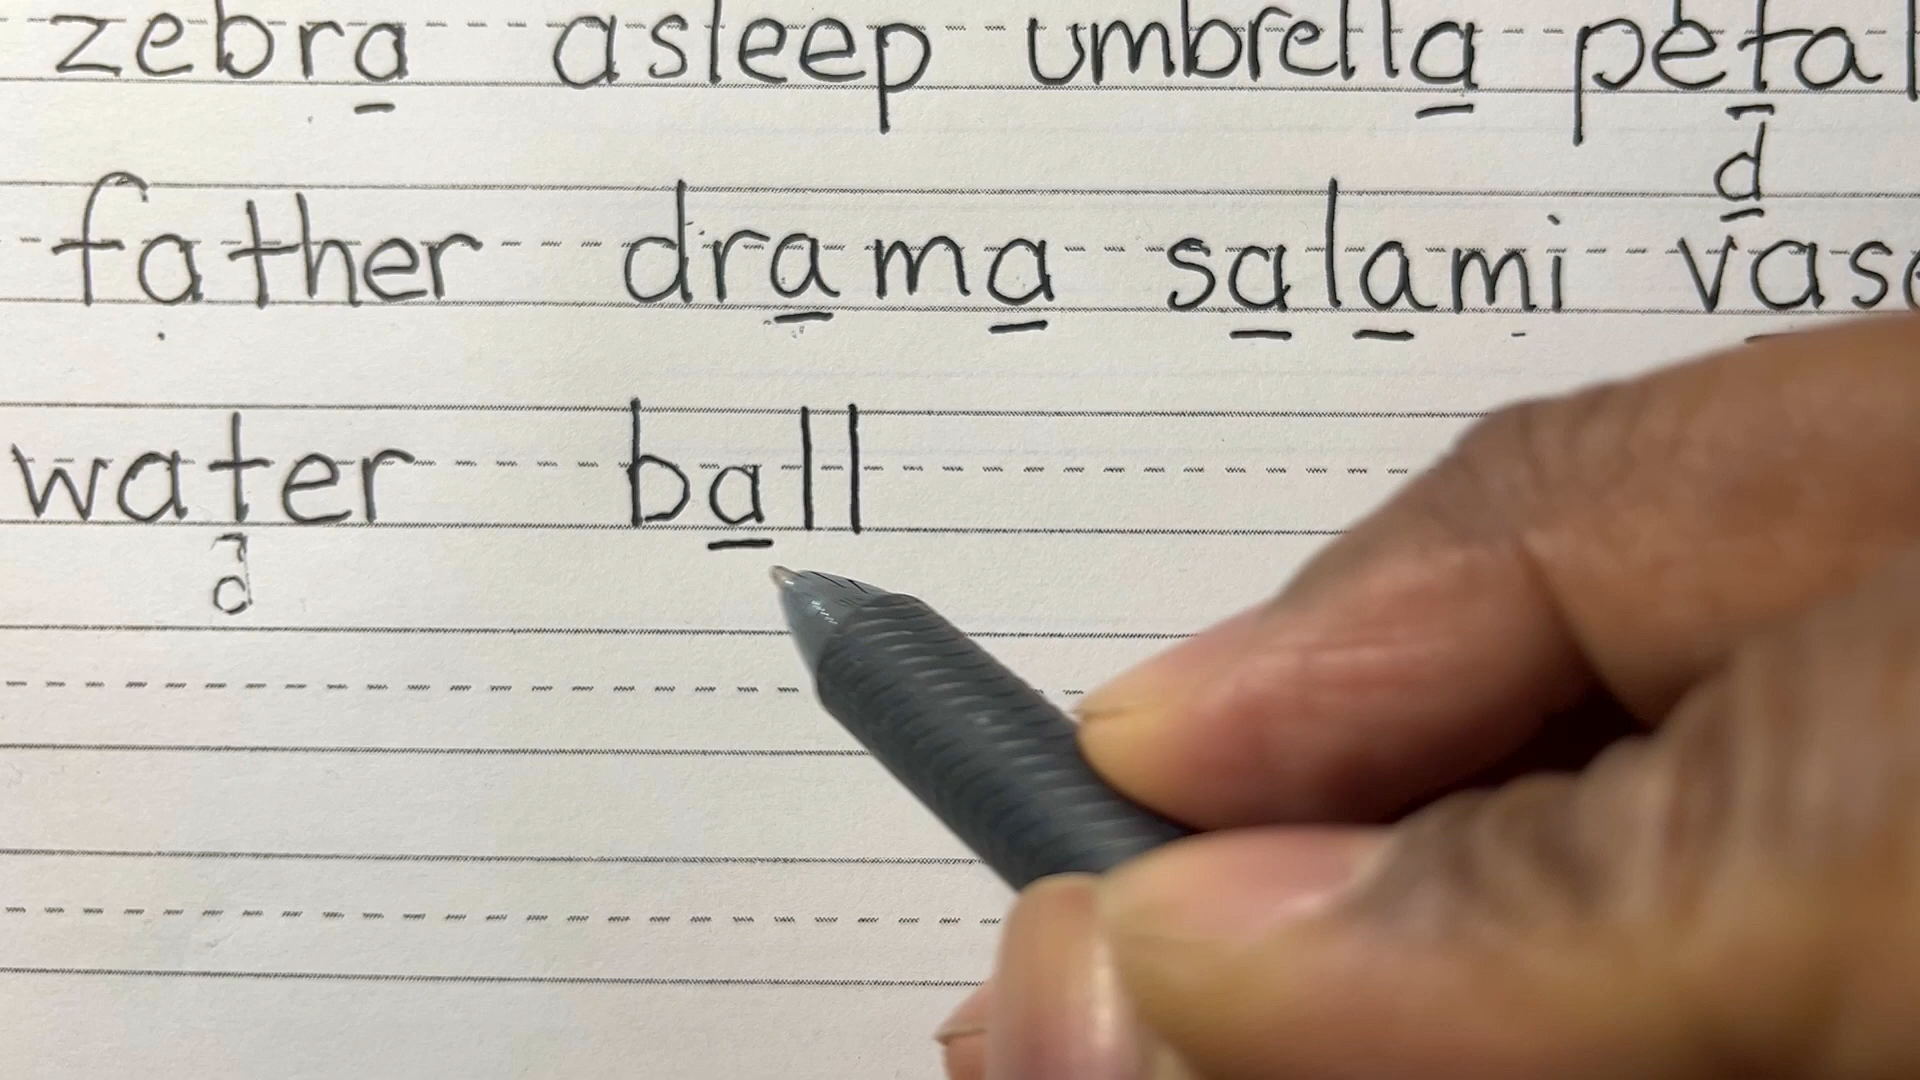 zebra asleep umbrella petal
d
father drama salami vase
water ball
d